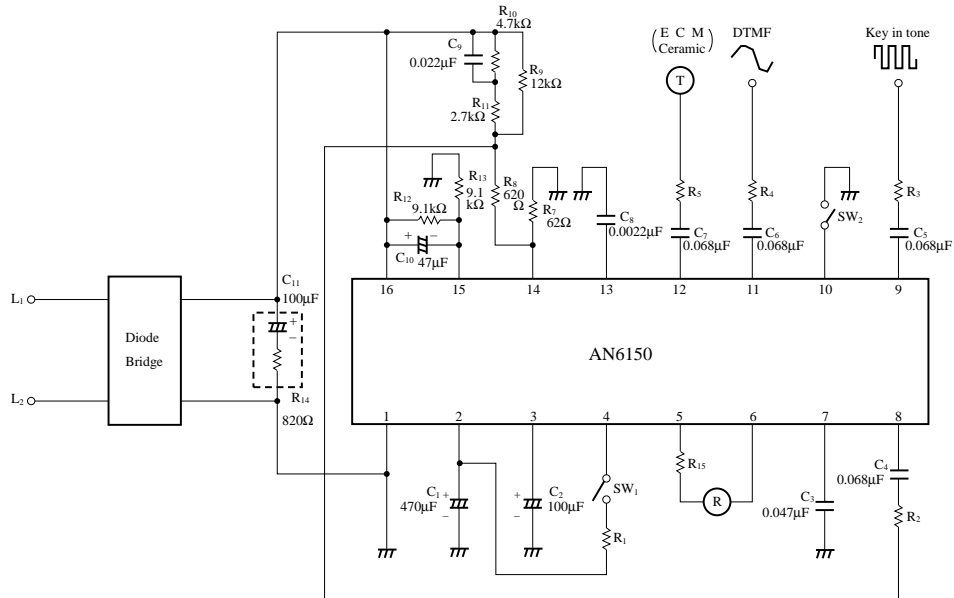 R10
4.7kΩ
C9
0.022μF
R9
12kΩ
R11
2.7kΩ
(E C M
Ceramic)
DTMF
Key in tone
T
R13
9.1
kΩ
R12
9.1kΩ
+ −
C10 47μF
R8
620
Ω
R7
62Ω
C8
0.0022μF
R5
C7
0.068μF
R4
C6
0.068μF
SW2
R3
C5
0.068μF
C11
100μF
+
−
L1
L2
Diode
Bridge
R14
820Ω
16 15 14 13 12 11 10 9
AN6150
1 2 3 4 5 6 7 8
C1
470μF
+
−
+
−
C2
100μF
SW1
R1
R15
R
C3
0.047μF
C4
0.068μF
R2